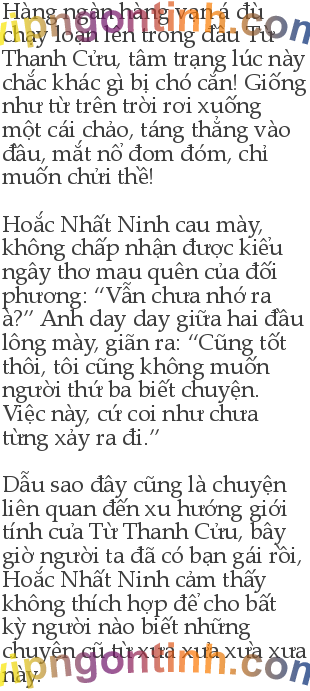 Hàng ngàn hàng vạn á đù
chạy loạn lên trong đầu Từ
Thanh Cửu, tâm trạng lúc này
chắc khác gì bị chó cắn! Giống
như từ trên trời rơi xuống
một cái chảo, táng thẳng vào
đầu, mắt nổ đom đóm, chỉ
muốn chửi thề!
Hoắc Nhất Ninh cau mày,
không chấp nhận được kiểu
ngây thơ mau quên của đối
phương: “Vẫn chưa nhớ ra
à?” Anh day day giữa hai đầu
lông mày, giãn ra: “Cũng tốt
thôi, tôi cũng không muốn
người thứ ba biết chuyện.
Việc này, cứ coi như chưa
từng xảy ra đi.”
Dẫu sao đây cũng là chuyện
liên quan đến xu hướng giới
tính của Từ Thanh Cửu, bây
giờ người ta đã có bạn gái rồi,
Hoắc Nhất Ninh cảm thấy
không thích hợp để cho bất
kỳ người nào biết những
chuyện cũ từ xửa xưa xửa xưa
này.
vipngontinh.com
vipngontinh.com